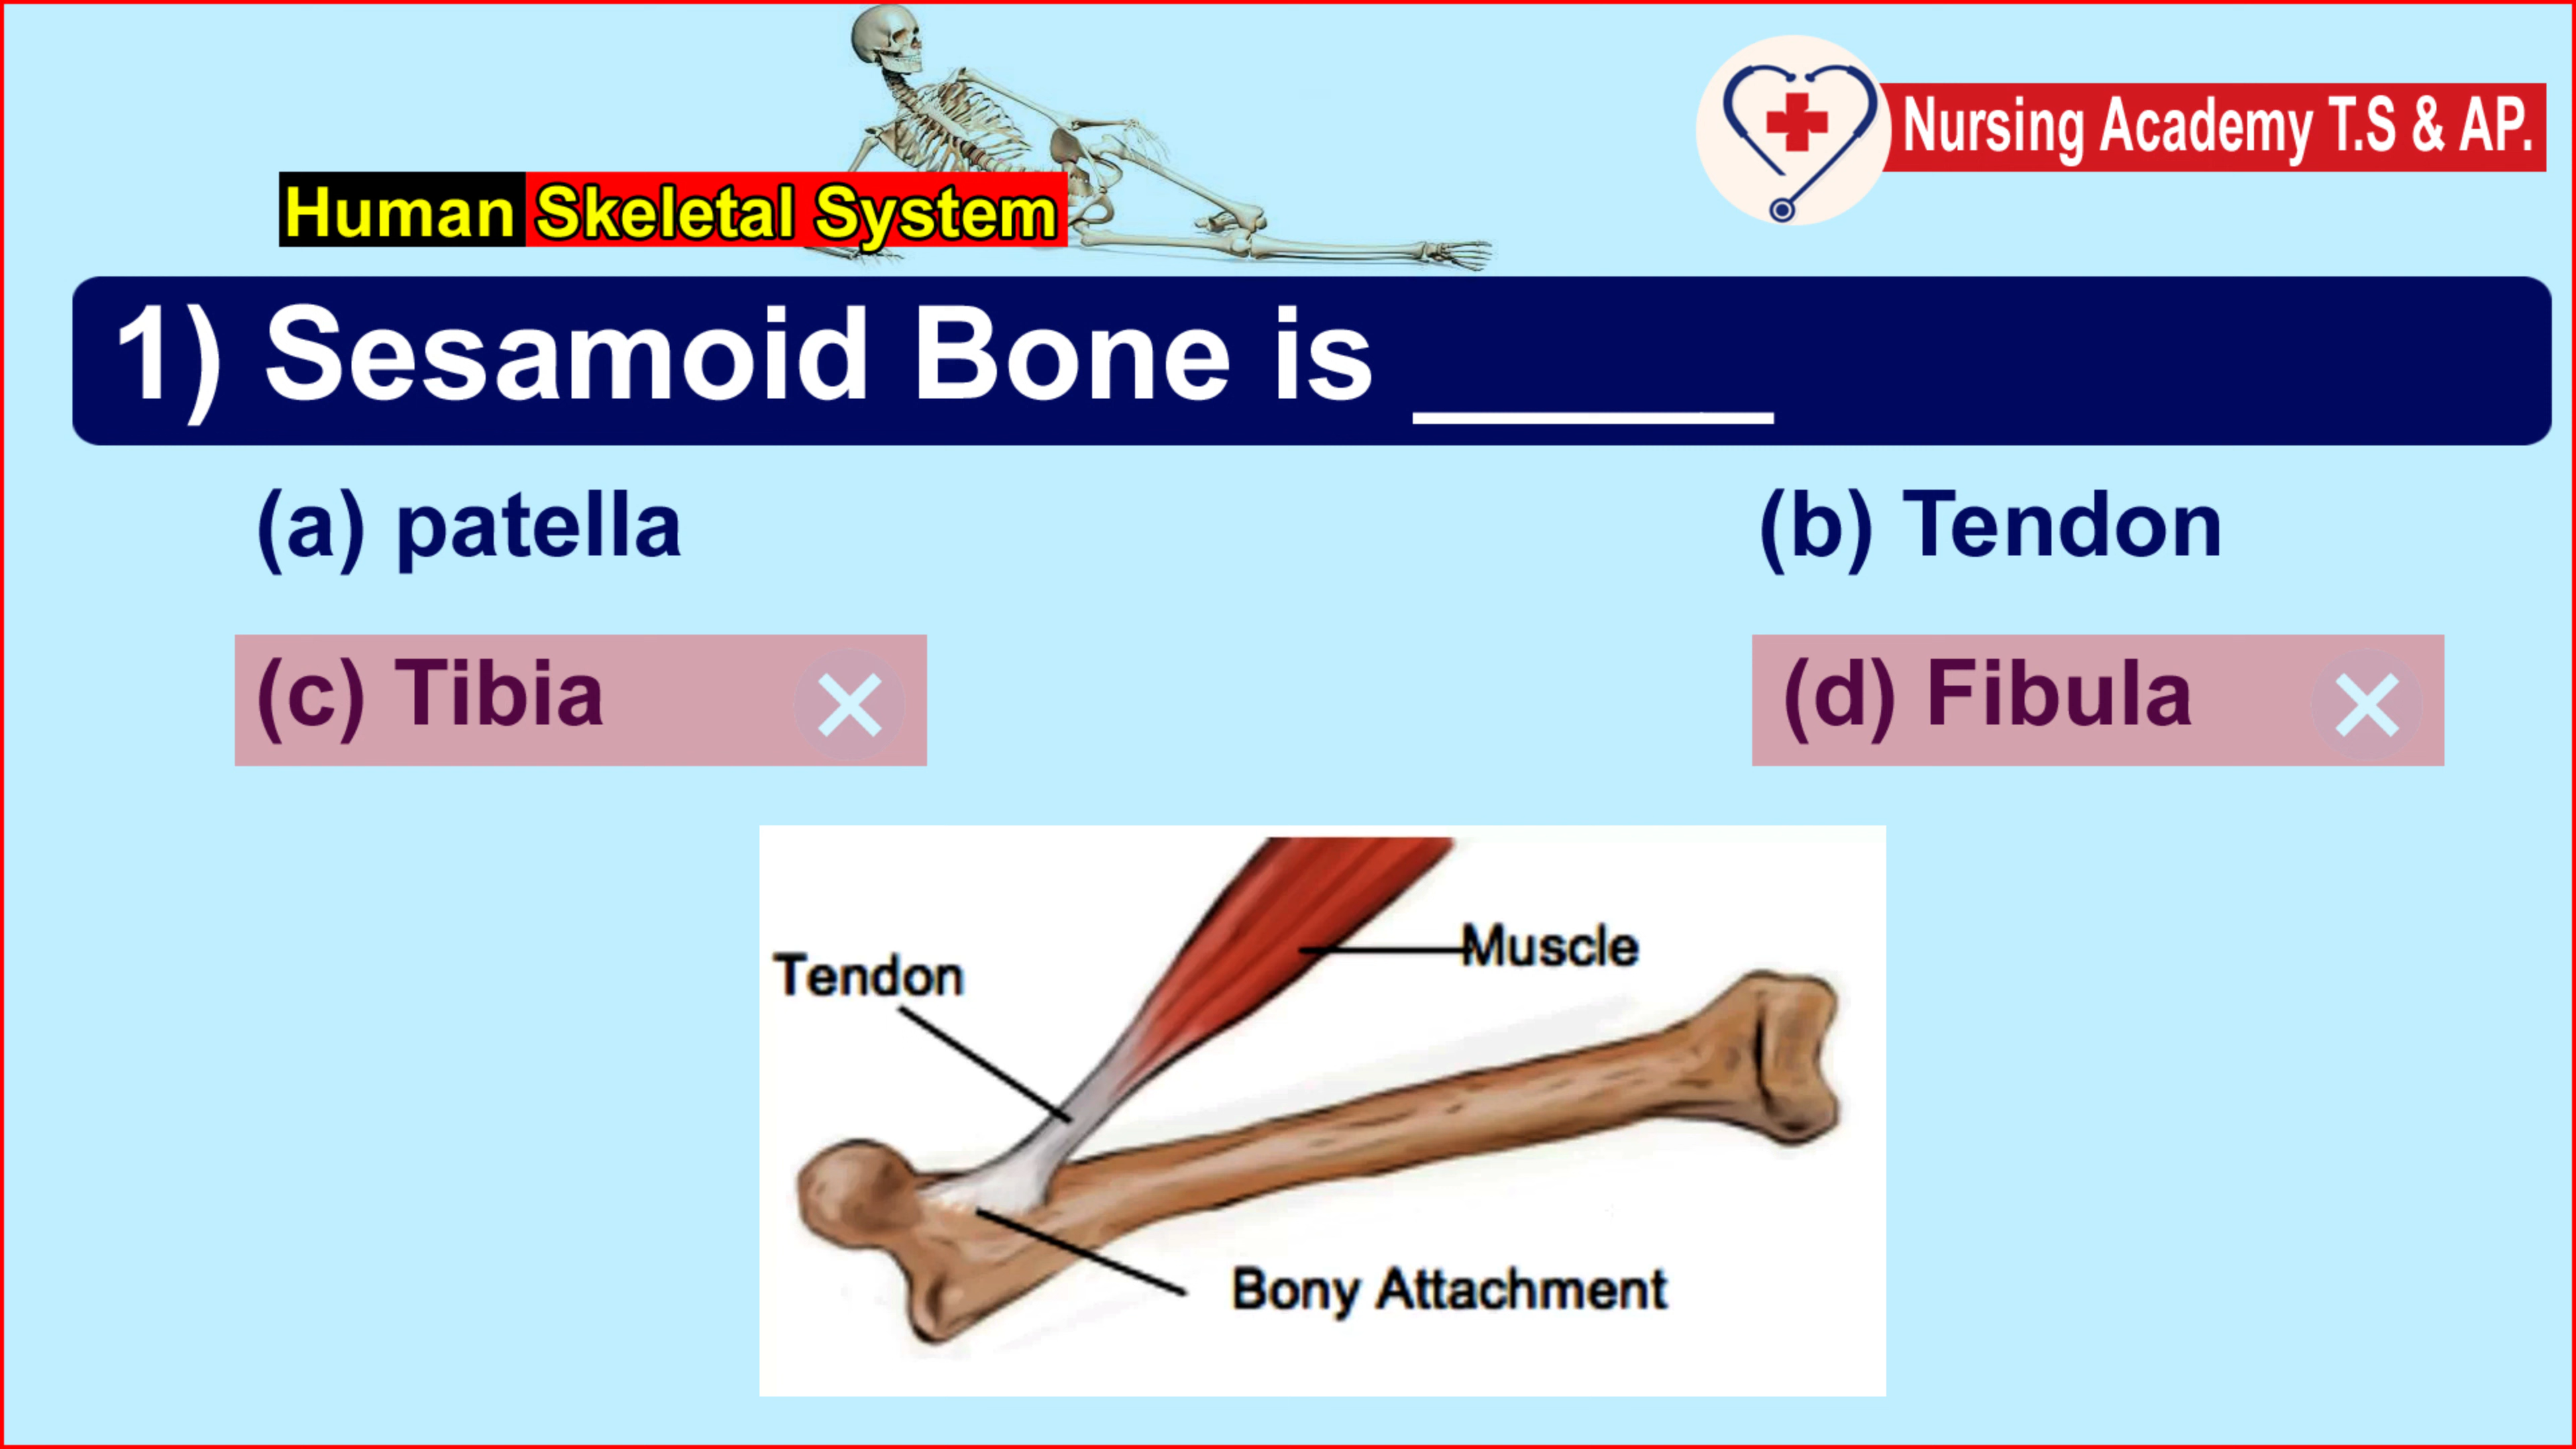 Nursing Academy T.S & AP.
Human Skeletal System
1) Sesamoid Bone is ______
(a) patella
(b) Tendon
(c) Tibia
(d) Fibula
Muscle
Tendon
Bony Attachment